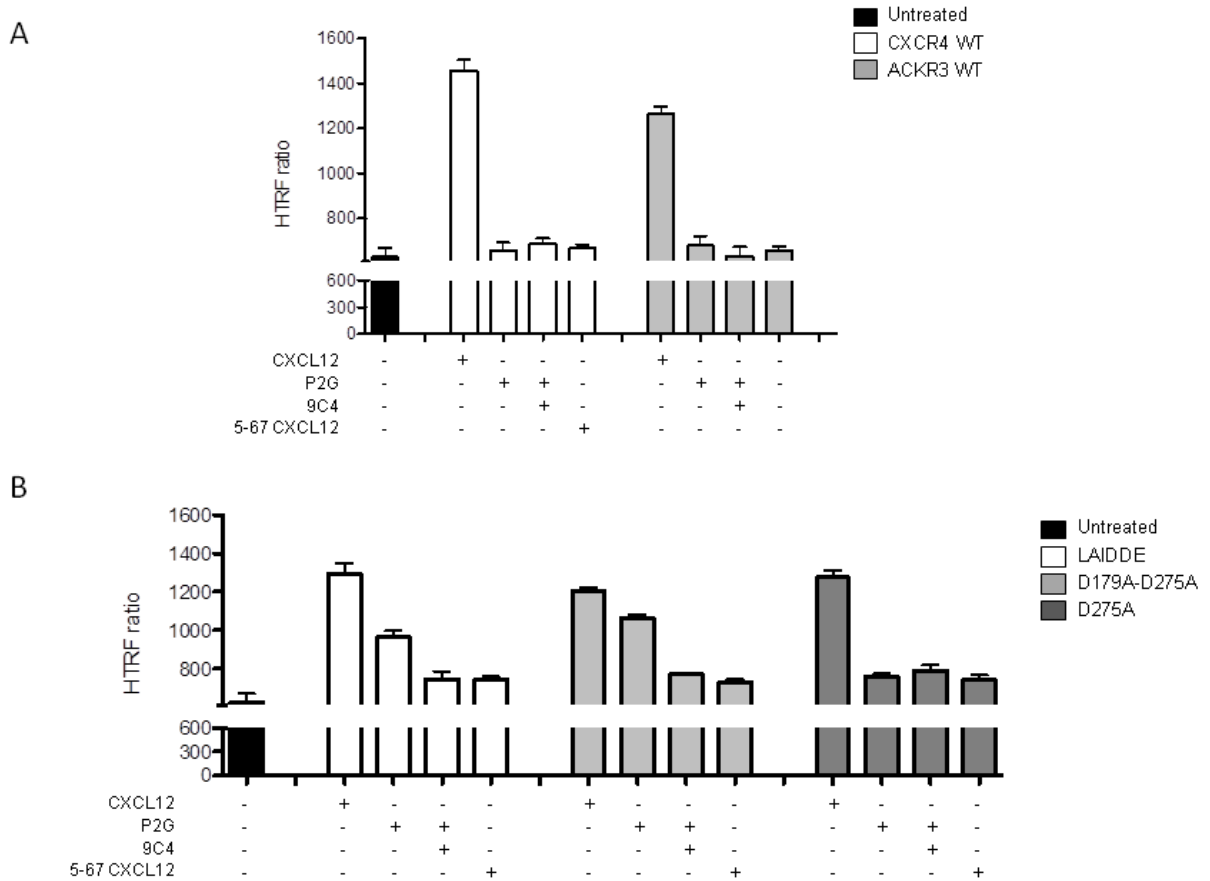 A
Untreated
CXCR4 WT
ACKR3 WT
HTRF ratio
1600
1400
1200
1000
800
600
300
0
CXCL12 - + - - - + - - -
P2G - - + + - - + + -
9C4 - - - + - - - + -
5-67 CXCL12 - - - - + - - - -
B
Untreated
LAIDDE
D179A-D275A
D275A
HTRF ratio
1600
1400
1200
1000
800
600
300
0
CXCL12 - + - - - + - - - + - - -
P2G - - + + - - + + - - + + -
9C4 - - - + - - - + - - - + -
5-67 CXCL12 - - - - + - - - + - - - +